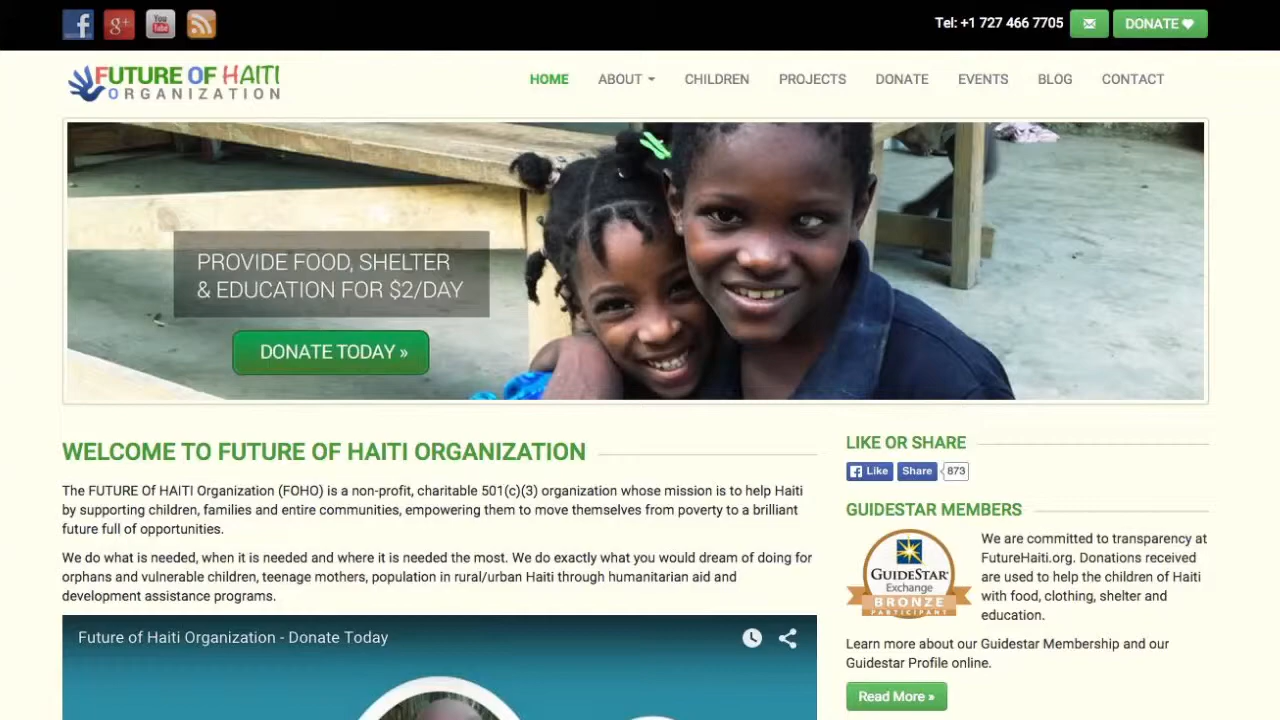 You Tube
Tel: +1 727 466 7705
DONATE
FUTURE OF HAITI
ORGANIZATION
HOME ABOUT CHILDREN PROJECTS DONATE EVENTS BLOG CONTACT
PROVIDE FOOD, SHELTER
& EDUCATION FOR $2/DAY
DONATE TODAY »
WELCOME TO FUTURE OF HAITI ORGANIZATION
The FUTURE Of HAITI Organization (FOHO) is a non-profit, charitable 501(c)(3) organization whose mission is to help Haiti
by supporting children, families and entire communities, empowering them to move themselves from poverty to a brilliant
future full of opportunities.
We do what is needed, when it is needed and where it is needed the most. We do exactly what you would dream of doing for
orphans and vulnerable children, teenage mothers, population in rural/urban Haiti through humanitarian aid and
development assistance programs.
Future of Haiti Organization - Donate Today
LIKE OR SHARE
Like Share 873
GUIDESTAR MEMBERS
GUIDESTAR
Exchange
BRONZE
PARTICIPANT
We are committed to transparency at
FutureHaiti.org. Donations received
are used to help the children of Haiti
with food, clothing, shelter and
education.
Learn more about our Guidestar Membership and our
Guidestar Profile online.
Read More »